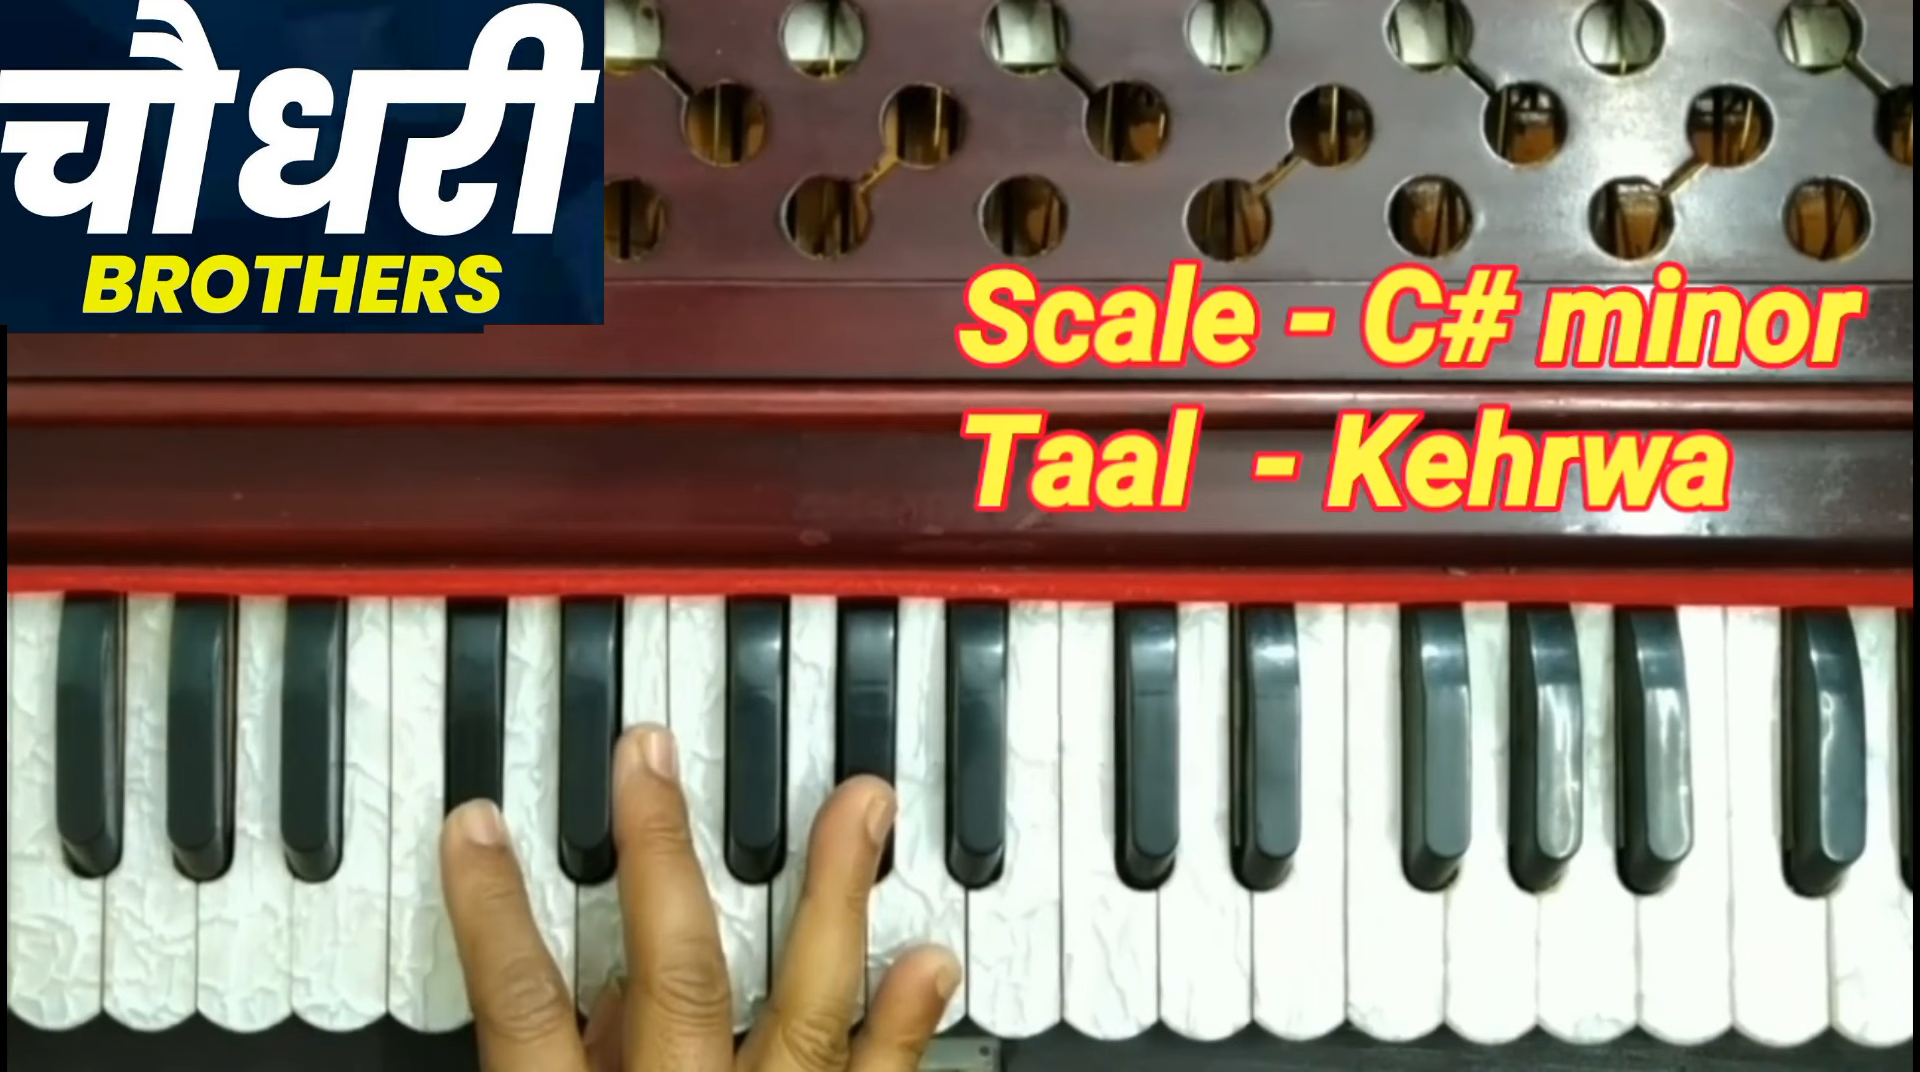 चौधरी
BROTHERS
Scale - C# minor
Taal - Kehrwa